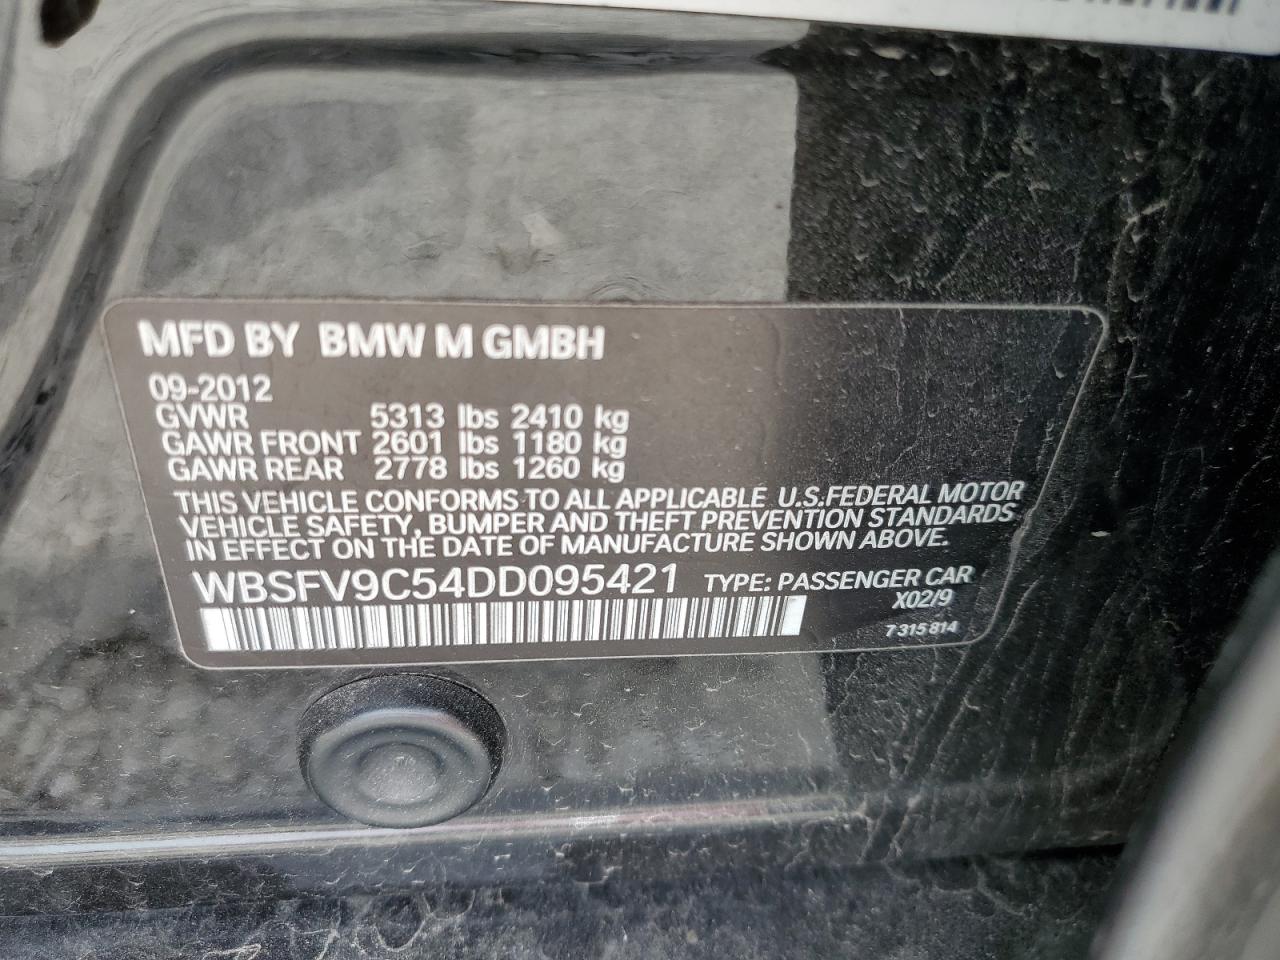 MFD BY BMW M GMBH
09-2012
GVWR 5313 lbs 2410 kg
GAWR FRONT 2601 lbs 1180 kg
GAWR REAR 2778 lbs 1260 kg
THIS VEHICLE CONFORMS TO ALL APPLICABLE U.S.FEDERAL MOTOR
VEHICLE SAFETY, BUMPER AND THEFT PREVENTION STANDARDS
IN EFFECT ON THE DATE OF MANUFACTURE SHOWN ABOVE.
WBSFV9C54DD095421 TYPE: PASSENGER CAR
X02/9
7 315 814